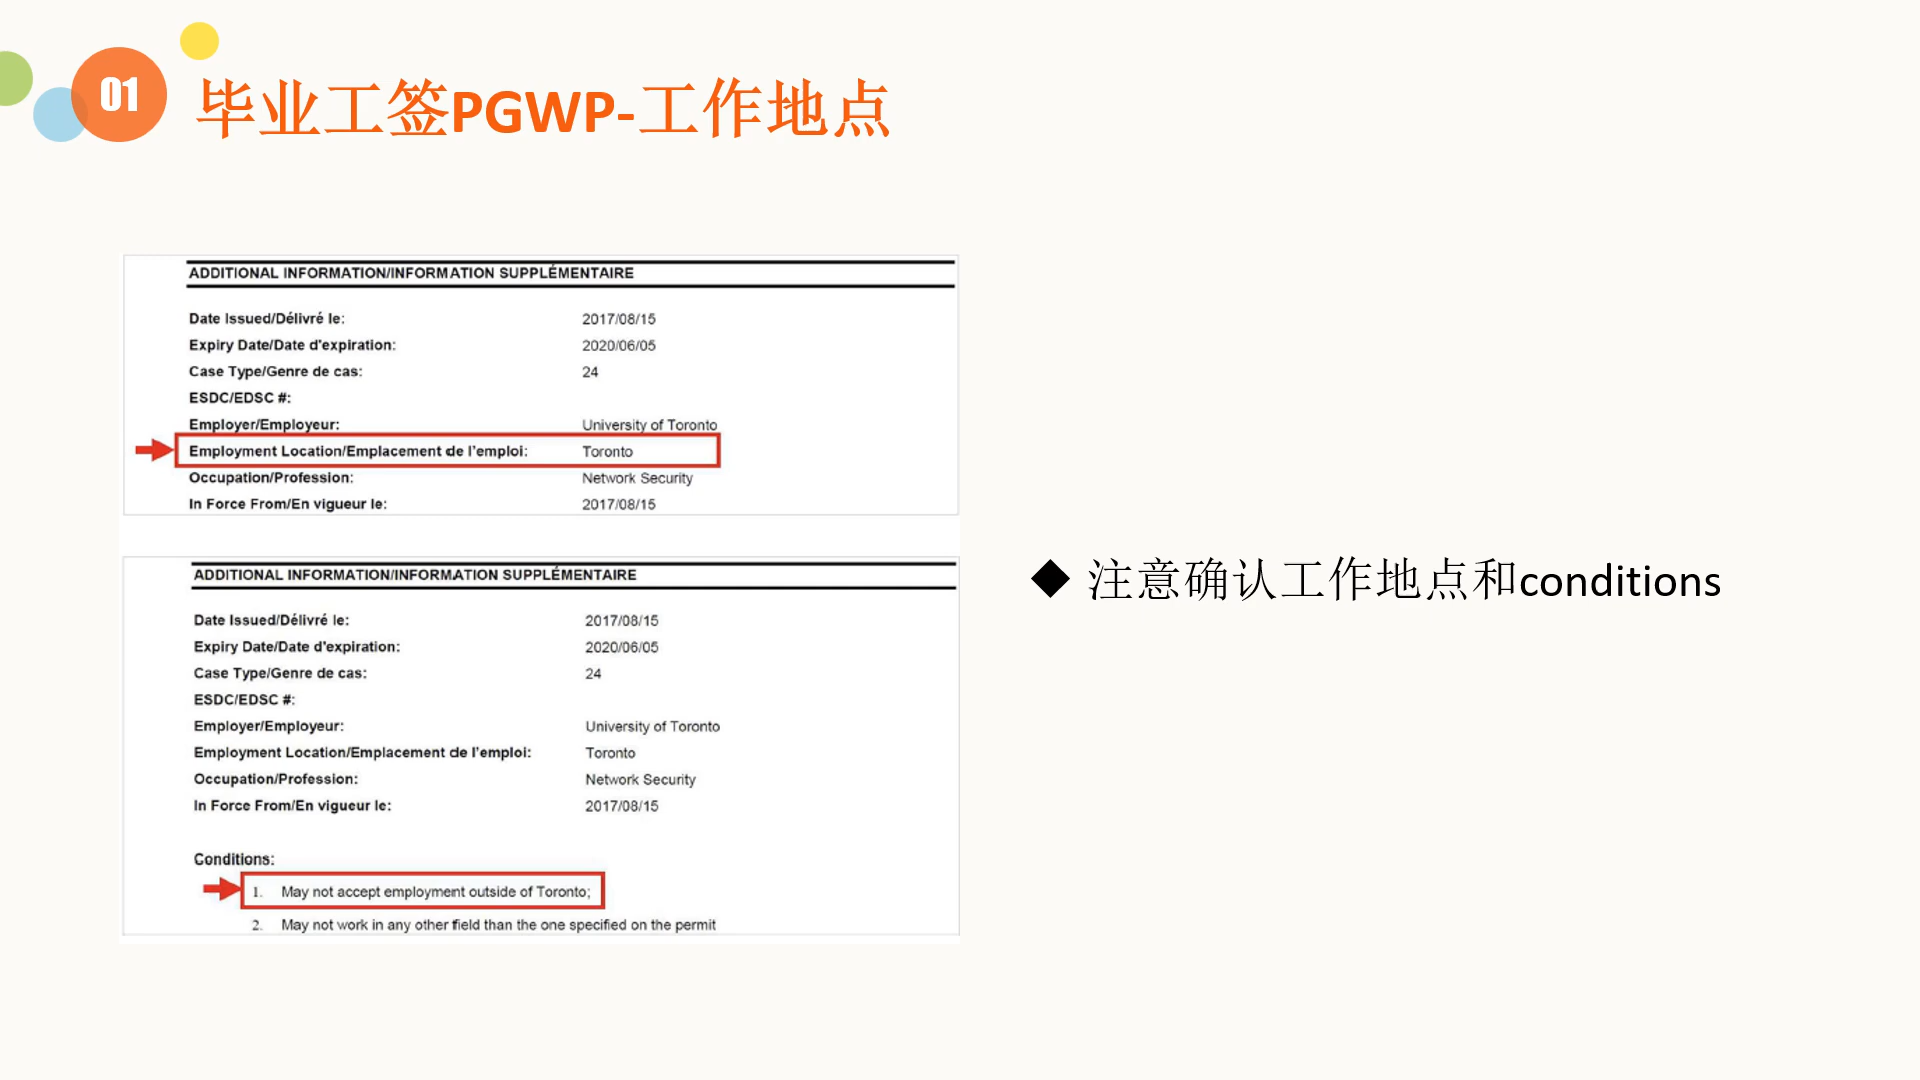 01
毕业工签PGWP-工作地点
ADDITIONAL INFORMATION/INFORMATION SUPPLÉMENTAIRE
Date Issued/Délivré le: 2017/08/15
Expiry Date/Date d'expiration: 2020/06/05
Case Type/Genre de cas: 24
ESDC/EDSC #:
Employer/Employeur: University of Toronto
Employment Location/Emplacement de l'emploi: Toronto
Occupation/Profession: Network Security
In Force From/En vigueur le: 2017/08/15
ADDITIONAL INFORMATION/INFORMATION SUPPLÉMENTAIRE
Date Issued/Délivré le: 2017/08/15
Expiry Date/Date d'expiration: 2020/06/05
Case Type/Genre de cas: 24
ESDC/EDSC #:
Employer/Employeur: University of Toronto
Employment Location/Emplacement de l'emploi: Toronto
Occupation/Profession: Network Security
In Force From/En vigueur le: 2017/08/15
Conditions:
1. May not accept employment outside of Toronto;
2. May not work in any other field than the one specified on the permit
◆ 注意确认工作地点和conditions